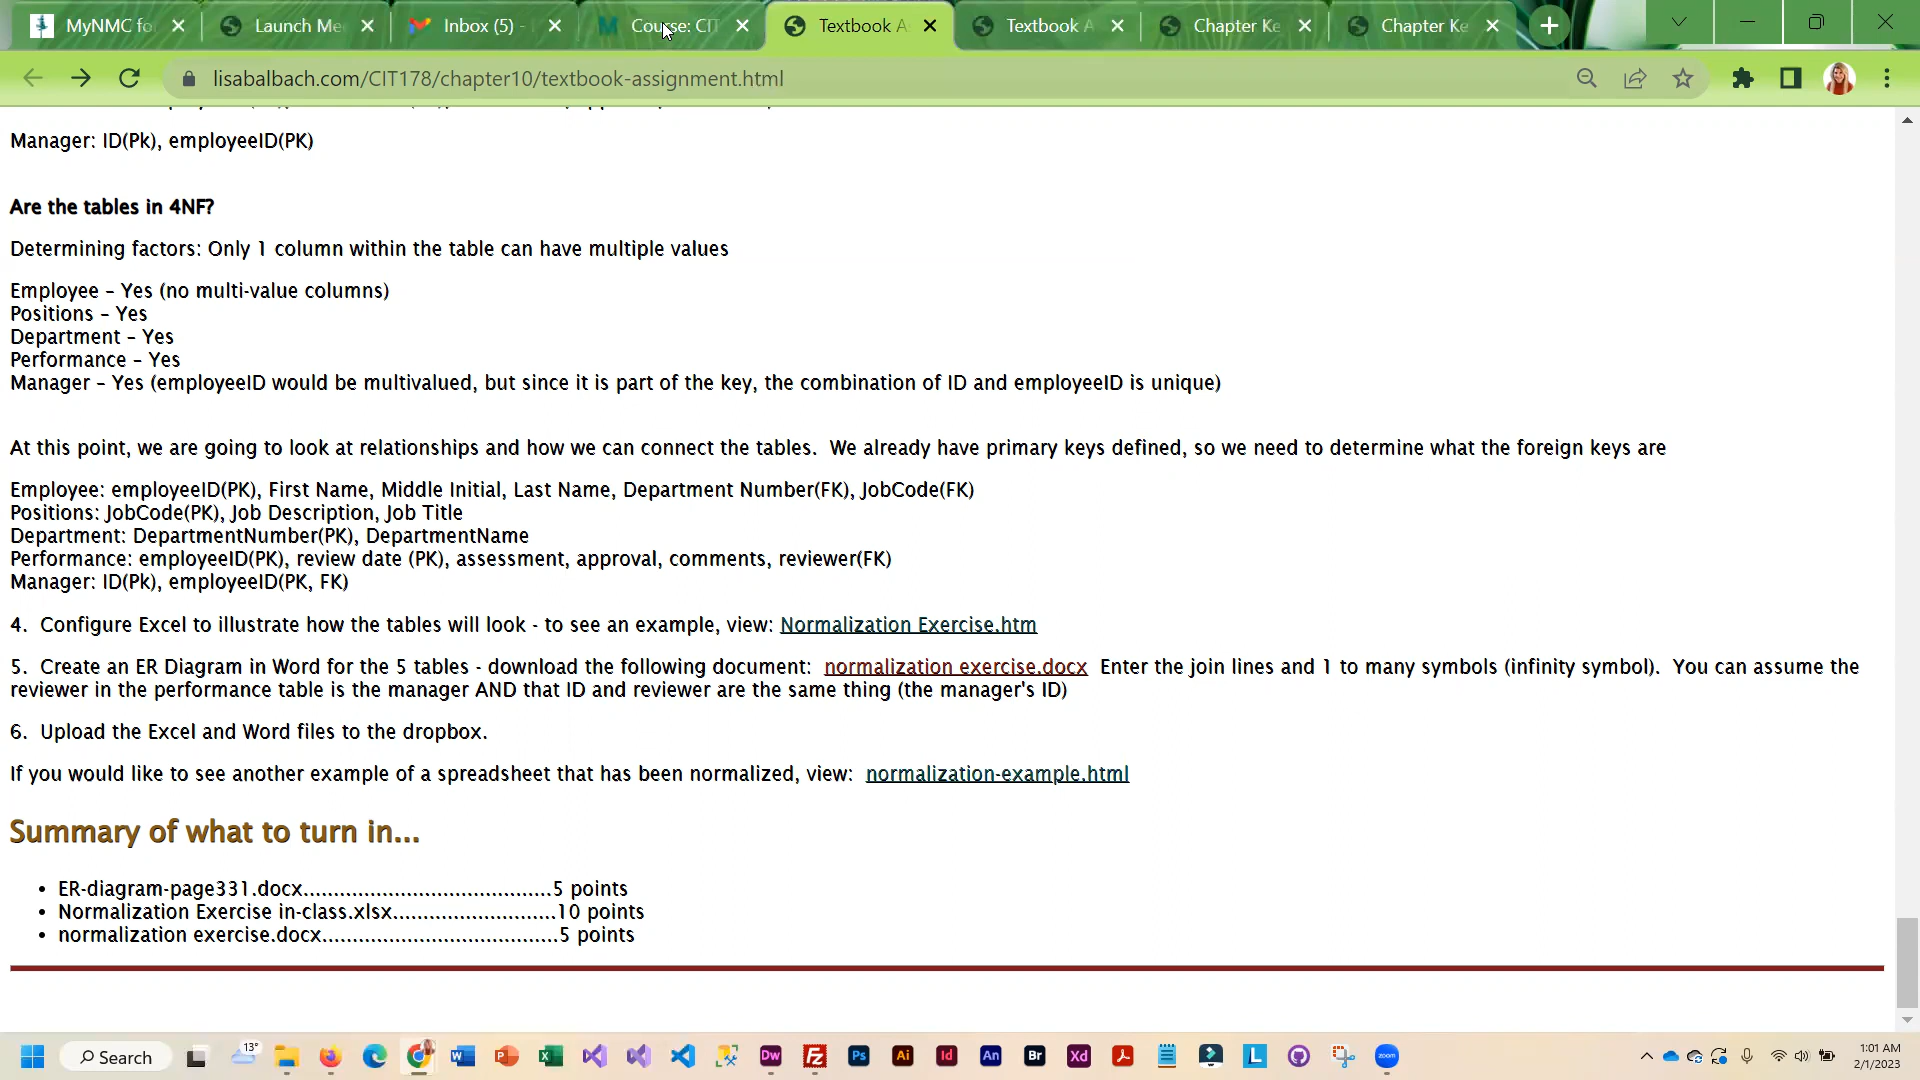 MyNMC fo
Launch Me
Inbox (5) -
Course: CIT
Textbook A
Textbook A
Chapter Ke
Chapter Ke
lisabalbach.com/CIT178/chapter10/textbook-assignment.html
Manager: ID(Pk), employeeID(PK)
Are the tables in 4NF?
Determining factors: Only 1 column within the table can have multiple values
Employee – Yes (no multi-value columns)
Positions – Yes
Department – Yes
Performance – Yes
Manager – Yes (employeeID would be multivalued, but since it is part of the key, the combination of ID and employeeID is unique)
At this point, we are going to look at relationships and how we can connect the tables. We already have primary keys defined, so we need to determine what the foreign keys are
Employee: employeeID(PK), First Name, Middle Initial, Last Name, Department Number(FK), JobCode(FK)
Positions: JobCode(PK), Job Description, Job Title
Department: DepartmentNumber(PK), DepartmentName
Performance: employeeID(PK), review date (PK), assessment, approval, comments, reviewer(FK)
Manager: ID(Pk), employeeID(PK, FK)
4. Configure Excel to illustrate how the tables will look - to see an example, view: Normalization Exercise.htm
5. Create an ER Diagram in Word for the 5 tables - download the following document: normalization exercise.docx Enter the join lines and 1 to many symbols (infinity symbol). You can assume the
reviewer in the performance table is the manager AND that ID and reviewer are the same thing (the manager's ID)
6. Upload the Excel and Word files to the dropbox.
If you would like to see another example of a spreadsheet that has been normalized, view: normalization-example.html
Summary of what to turn in...
• ER-diagram-page331.docx.........................................5 points
• Normalization Exercise in-class.xlsx...........................10 points
• normalization exercise.docx.......................................5 points
Search
13°
Dw
Fz
Ps
Ai
Id
An
Br
Xd
L
zoom
1:01 AM
2/1/2023